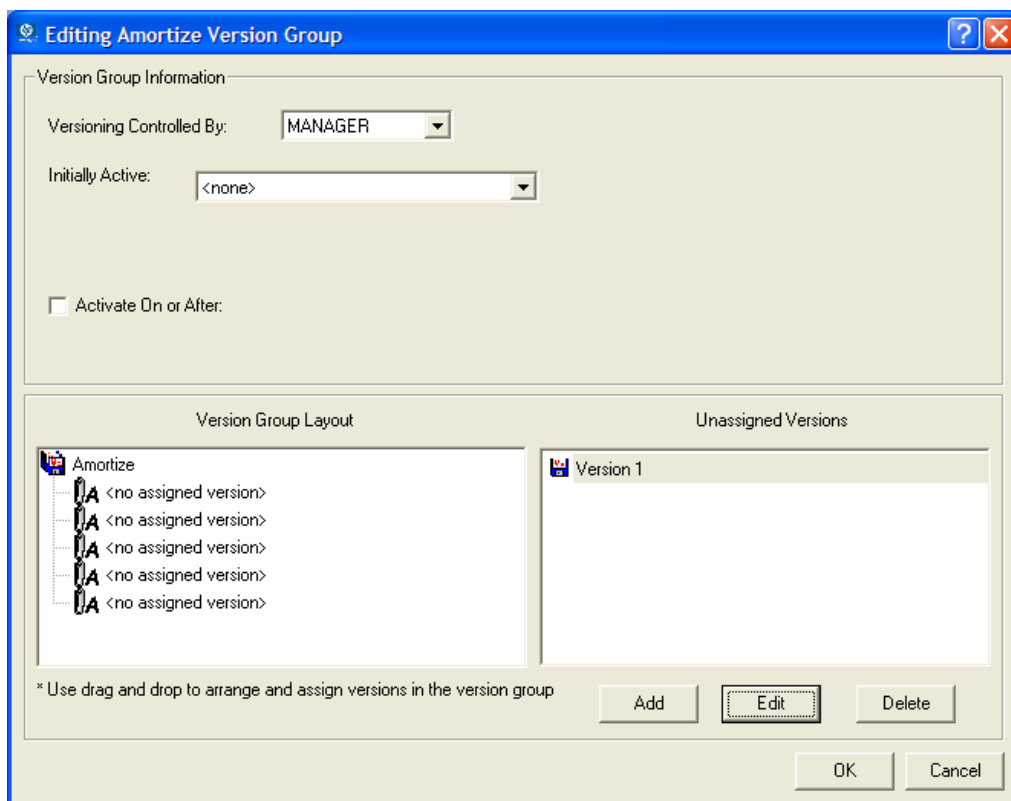 Editing Amortize Version Group
Version Group Information
Versioning Controlled By: MANAGER
Initially Active: <none>
Activate On or After:
Version Group Layout
Amortize
<no assigned version>
<no assigned version>
<no assigned version>
<no assigned version>
<no assigned version>
Unassigned Versions
Version 1
* Use drag and drop to arrange and assign versions in the version group
Add Edit Delete
OK Cancel